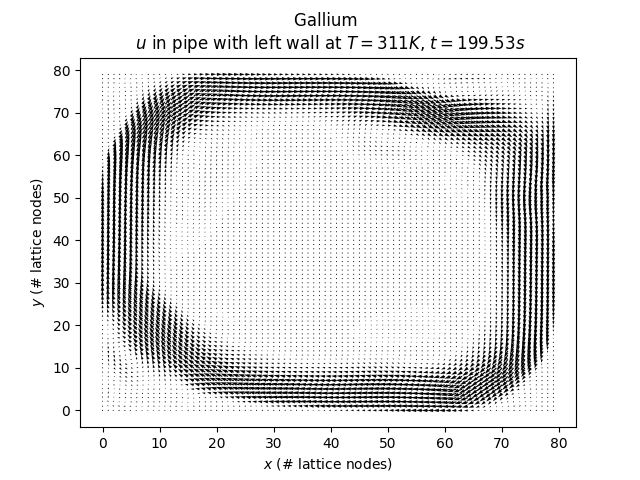 Gallium
u in pipe with left wall at T = 311K, t = 199.53s
80
70
60
50
40
30
20
10
0
y (# lattice nodes)
0 10 20 30 40 50 60 70 80
x (# lattice nodes)